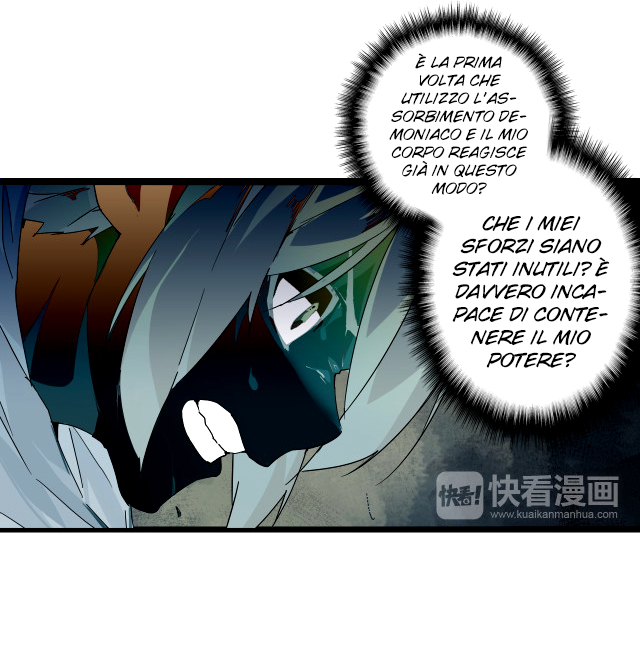 È LA PRIMA
VOLTA CHE
UTILIZZO L'AS-
SORBIMENTO DE-
MONIACO E IL MIO
CORPO REAGISCE
GIÀ IN QUESTO
MODO?
CHE I MIEI
SFORZI SIANO
STATI INUTILI? È
DAVVERO INCA-
PACE DI CONTE-
NERE IL MIO
POTERE?
快看! 快看漫画
www.kuaikanmanhua.com